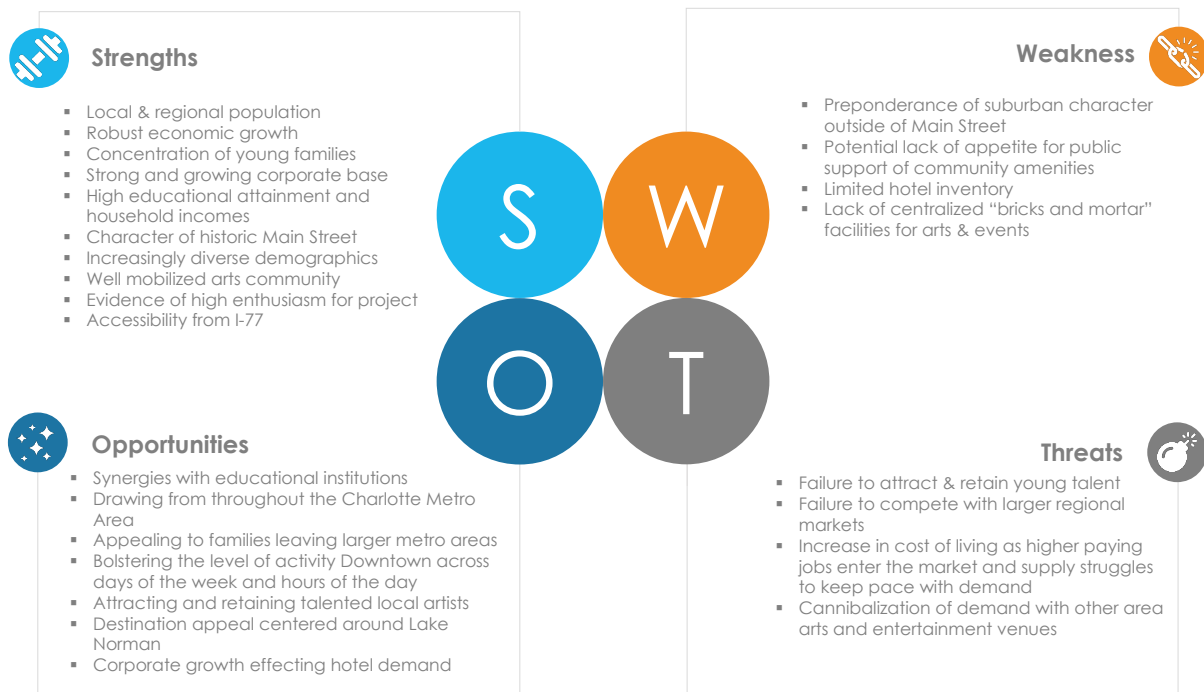 Strengths
▪ Local & regional population
▪ Robust economic growth
▪ Concentration of young families
▪ Strong and growing corporate base
▪ High educational attainment and
household incomes
▪ Character of historic Main Street
▪ Increasingly diverse demographics
▪ Well mobilized arts community
▪ Evidence of high enthusiasm for project
▪ Accessibility from I-77
Weakness
▪ Preponderance of suburban character
outside of Main Street
▪ Potential lack of appetite for public
support of community amenities
▪ Limited hotel inventory
▪ Lack of centralized “bricks and mortar”
facilities for arts & events
S
W
O
T
Opportunities
▪ Synergies with educational institutions
▪ Drawing from throughout the Charlotte Metro
Area
▪ Appealing to families leaving larger metro areas
▪ Bolstering the level of activity Downtown across
days of the week and hours of the day
▪ Attracting and retaining talented local artists
▪ Destination appeal centered around Lake
Norman
▪ Corporate growth effecting hotel demand
Threats
▪ Failure to attract & retain young talent
▪ Failure to compete with larger regional
markets
▪ Increase in cost of living as higher paying
jobs enter the market and supply struggles
to keep pace with demand
▪ Cannibalization of demand with other area
arts and entertainment venues